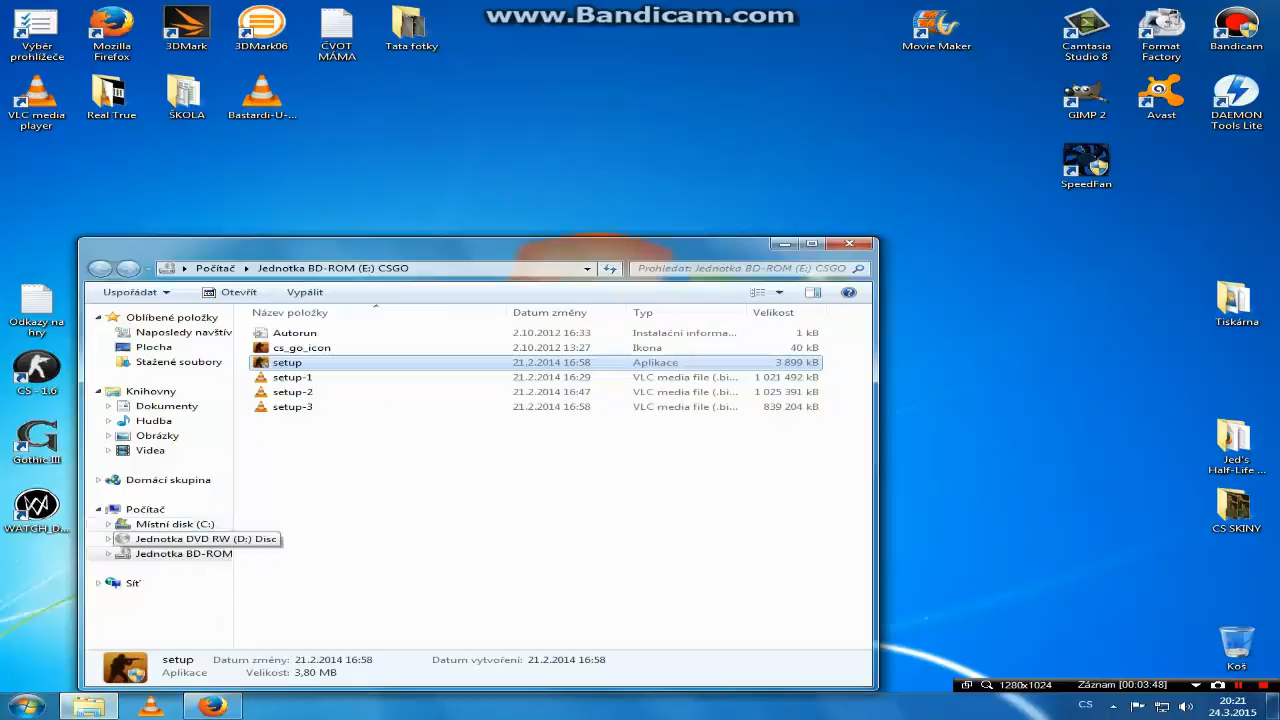 www.Bandicam.com
Výběr prohlížeče
Mozilla Firefox
3DMark
3DMark06
ČVOT MÁMA
Tata fotky
Movie Maker
Camtasia Studio 8
Format Factory
Bandicam
VLC media player
Real True
ŠKOLA
Bastardi-U-...
GIMP 2
Avast
DAEMON Tools Lite
SpeedFan
Odkazy na hry
CS - 1.6
Gothic III
WATCH_D...
Tiskárna
Jed's Half-Life ...
CS SKINY
Koš
Počítač
Jednotka BD-ROM (E:) CSGO
Prohledat: Jednotka BD-ROM (E:) CSGO
Uspořádat
Otevřít
Vypálit
Název položky
Datum změny
Typ
Velikost
Autorun
2.10.2012 16:33
Instalační informa...
1 kB
cs_go_icon
2.10.2012 13:27
Ikona
40 kB
setup
21.2.2014 16:58
Aplikace
3 899 kB
setup-1
21.2.2014 16:29
VLC media file (.bi...
1 021 492 kB
setup-2
21.2.2014 16:47
VLC media file (.bi...
1 025 391 kB
setup-3
21.2.2014 16:58
VLC media file (.bi...
839 204 kB
Oblíbené položky
Naposledy navštív
Plocha
Stažené soubory
Knihovny
Dokumenty
Hudba
Obrázky
Videa
Domácí skupina
Počítač
Místní disk (C:)
Jednotka DVD RW (D:) Disc
Jednotka BD-ROM
Síť
setup
Datum změny: 21.2.2014 16:58
Datum vytvoření: 21.2.2014 16:58
Aplikace
Velikost: 3,80 MB
1280x1024
Záznam [00:03:48]
CS
20:21
24.3.2015